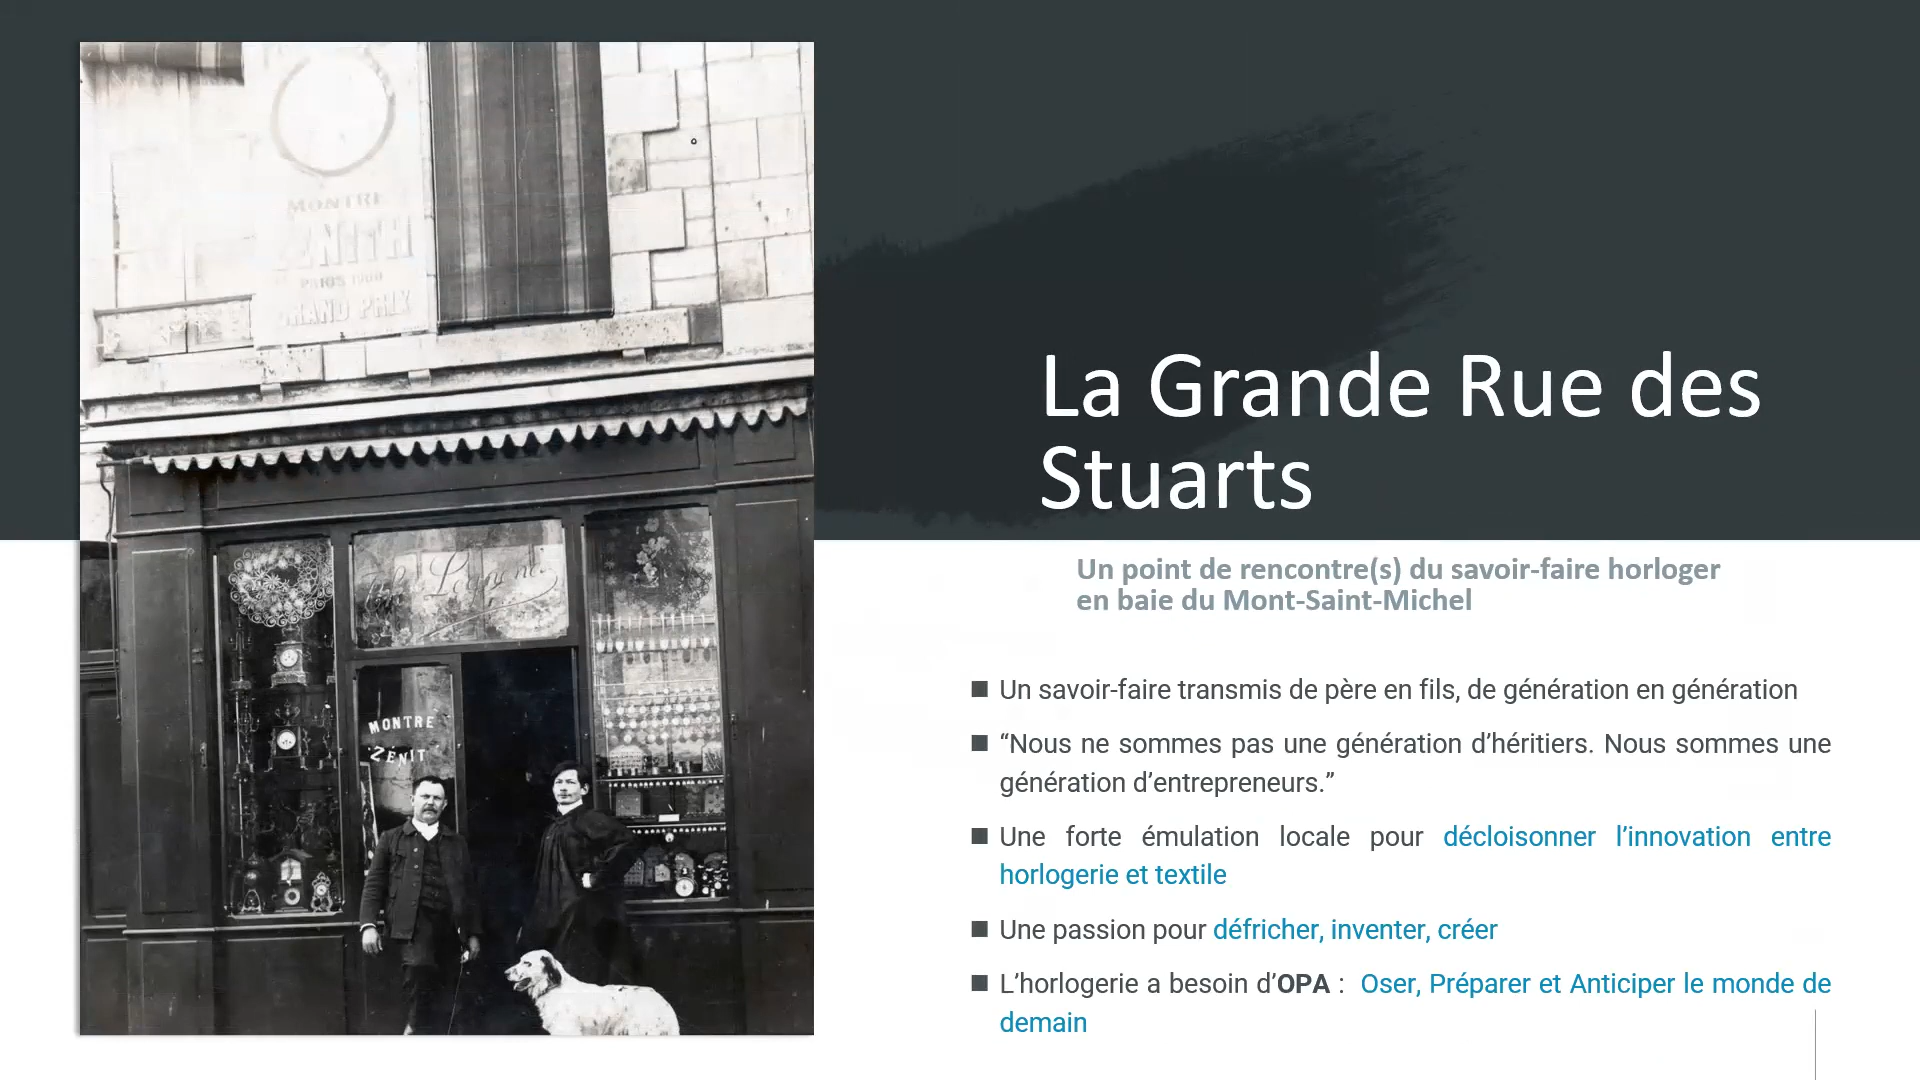 MONTRE
ZENITH
PARIS 1900
GRAND PRIX
MONTRE
ZENIT
La Grande Rue des
Stuarts
Un point de rencontre(s) du savoir-faire horloger
en baie du Mont-Saint-Michel
Un savoir-faire transmis de père en fils, de génération en génération
“Nous ne sommes pas une génération d’héritiers. Nous sommes une
génération d’entrepreneurs.”
Une forte émulation locale pour décloisonner l’innovation entre
horlogerie et textile
Une passion pour défricher, inventer, créer
L’horlogerie a besoin d’OPA : Oser, Préparer et Anticiper le monde de
demain